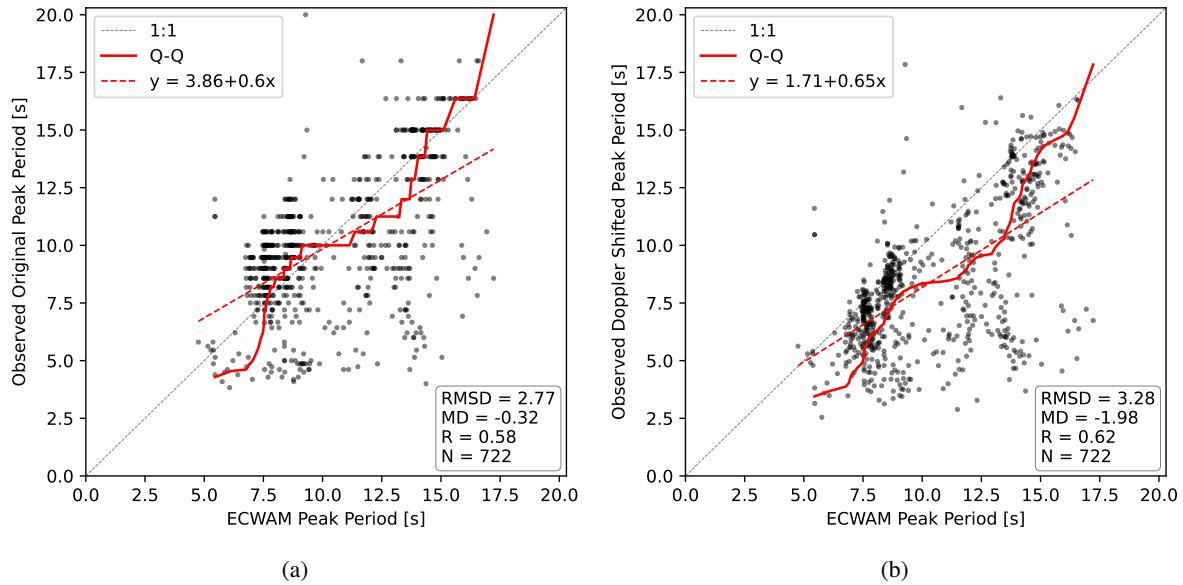 20.0
17.5
15.0
12.5
10.0
7.5
5.0
2.5
0.0
Observed Original Peak Period [s]
1:1
Q-Q
y = 3.86+0.6x
RMSD = 2.77
MD = -0.32
R = 0.58
N = 722
0.0 5.0 7.5 10.0 12.5 15.0 17.5 20.0
ECWAM Peak Period [s]
(a)
20.0
17.5
15.0
12.5
10.0
7.5
5.0
2.5
0.0
Observed Doppler Shifted Peak Period [s]
1:1
Q-Q
y = 1.71+0.65x
RMSD = 3.28
MD = -1.98
R = 0.62
N = 722
0.0 5.0 7.5 10.0 12.5 15.0 17.5 20.0
ECWAM Peak Period [s]
(b)